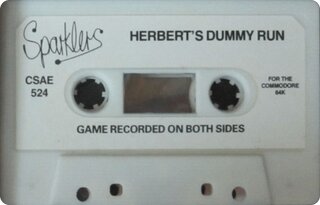 Sparklers
HERBERT'S DUMMY RUN
CSAE
524
FOR THE
COMMODORE
64K
GAME RECORDED ON BOTH SIDES